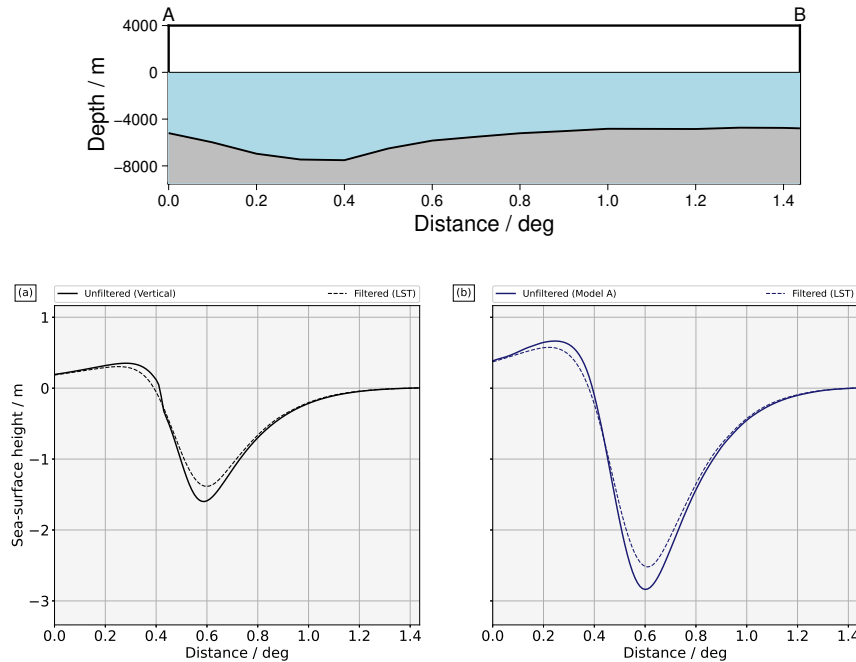 A B
4000
0
−4000
−8000
Depth / m
0.0 0.2 0.4 0.6 0.8 1.0 1.2 1.4
Distance / deg
(a) Unfiltered (Vertical) Filtered (LST)
1
0
−1
−2
−3
Sea-surface height / m
0.0 0.2 0.4 0.6 0.8 1.0 1.2 1.4
Distance / deg
(b) Unfiltered (Model A) Filtered (LST)
0.0 0.2 0.4 0.6 0.8 1.0 1.2 1.4
Distance / deg